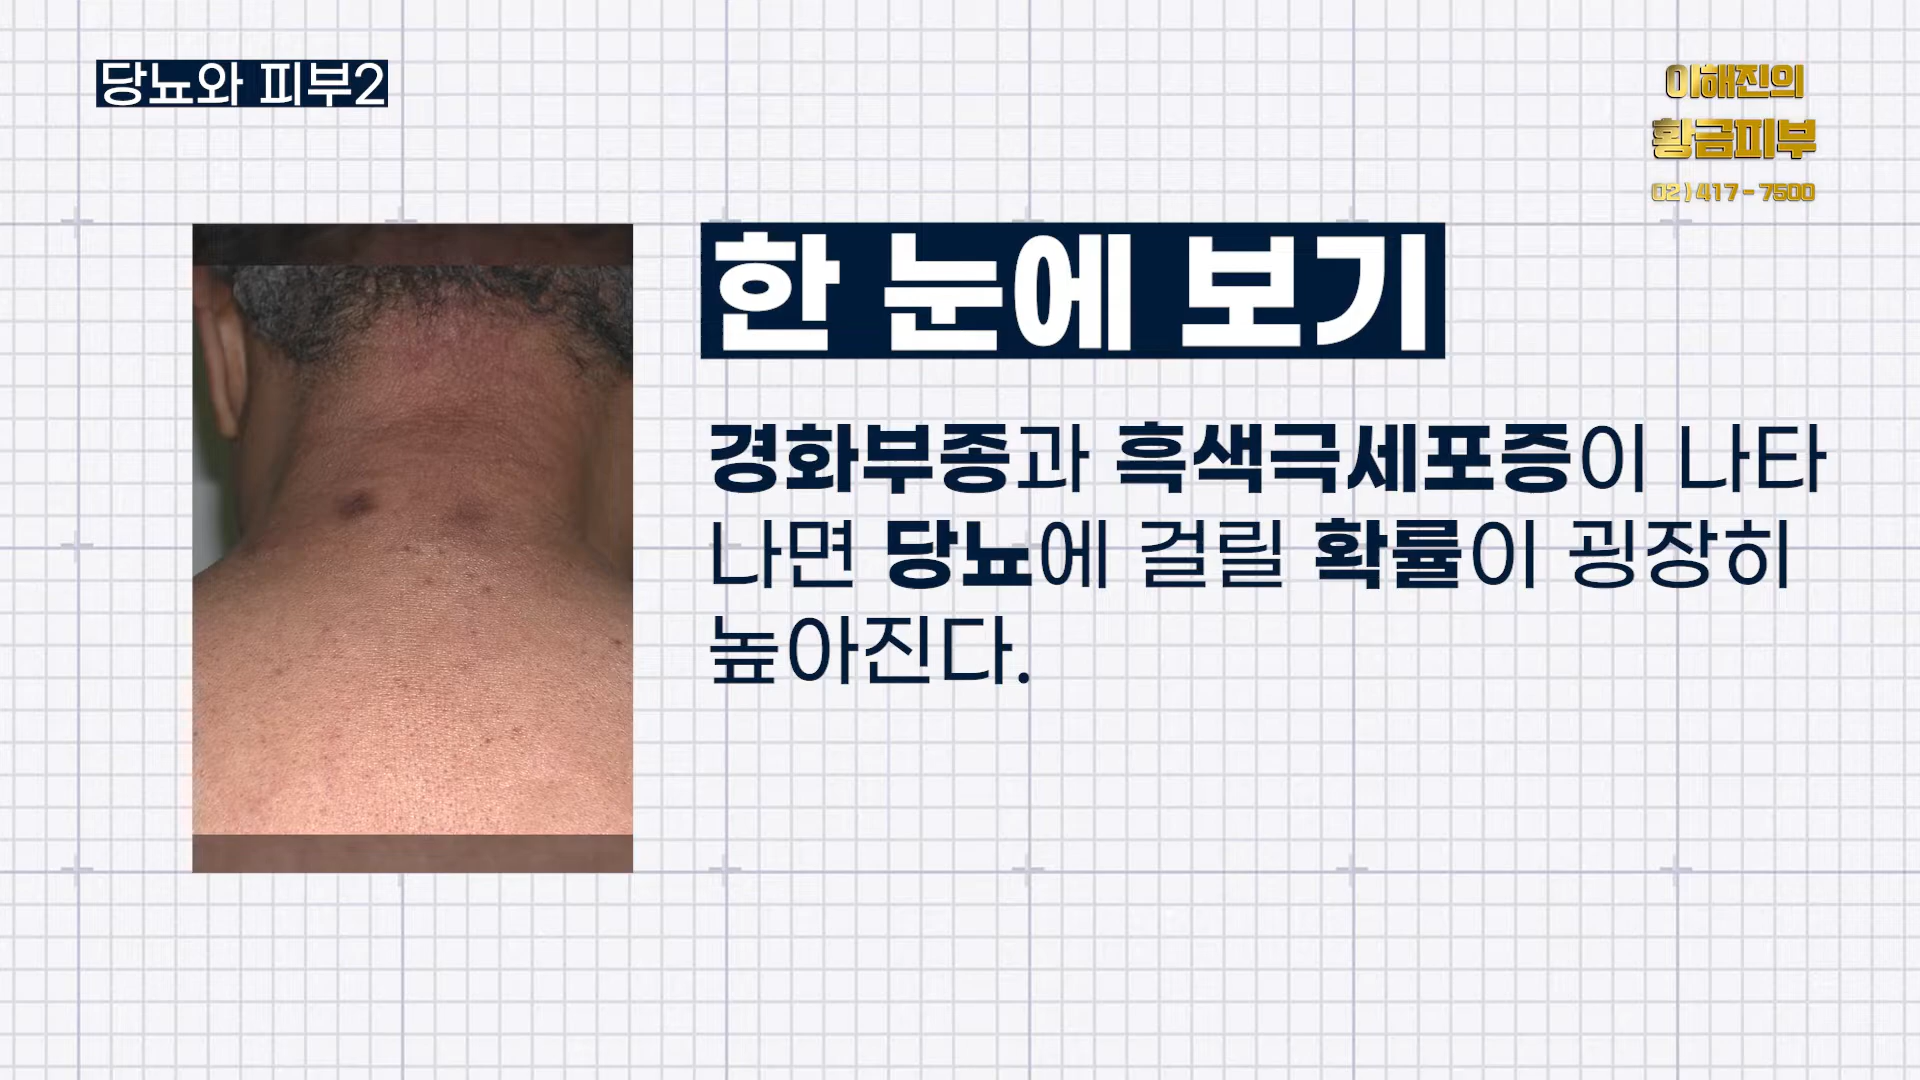 당뇨와 피부2
이해진의
황금피부
02)417-7500
한 눈에 보기
경화부종과 흑색극세포증이 나타
나면 당뇨에 걸릴 확률이 굉장히
높아진다.